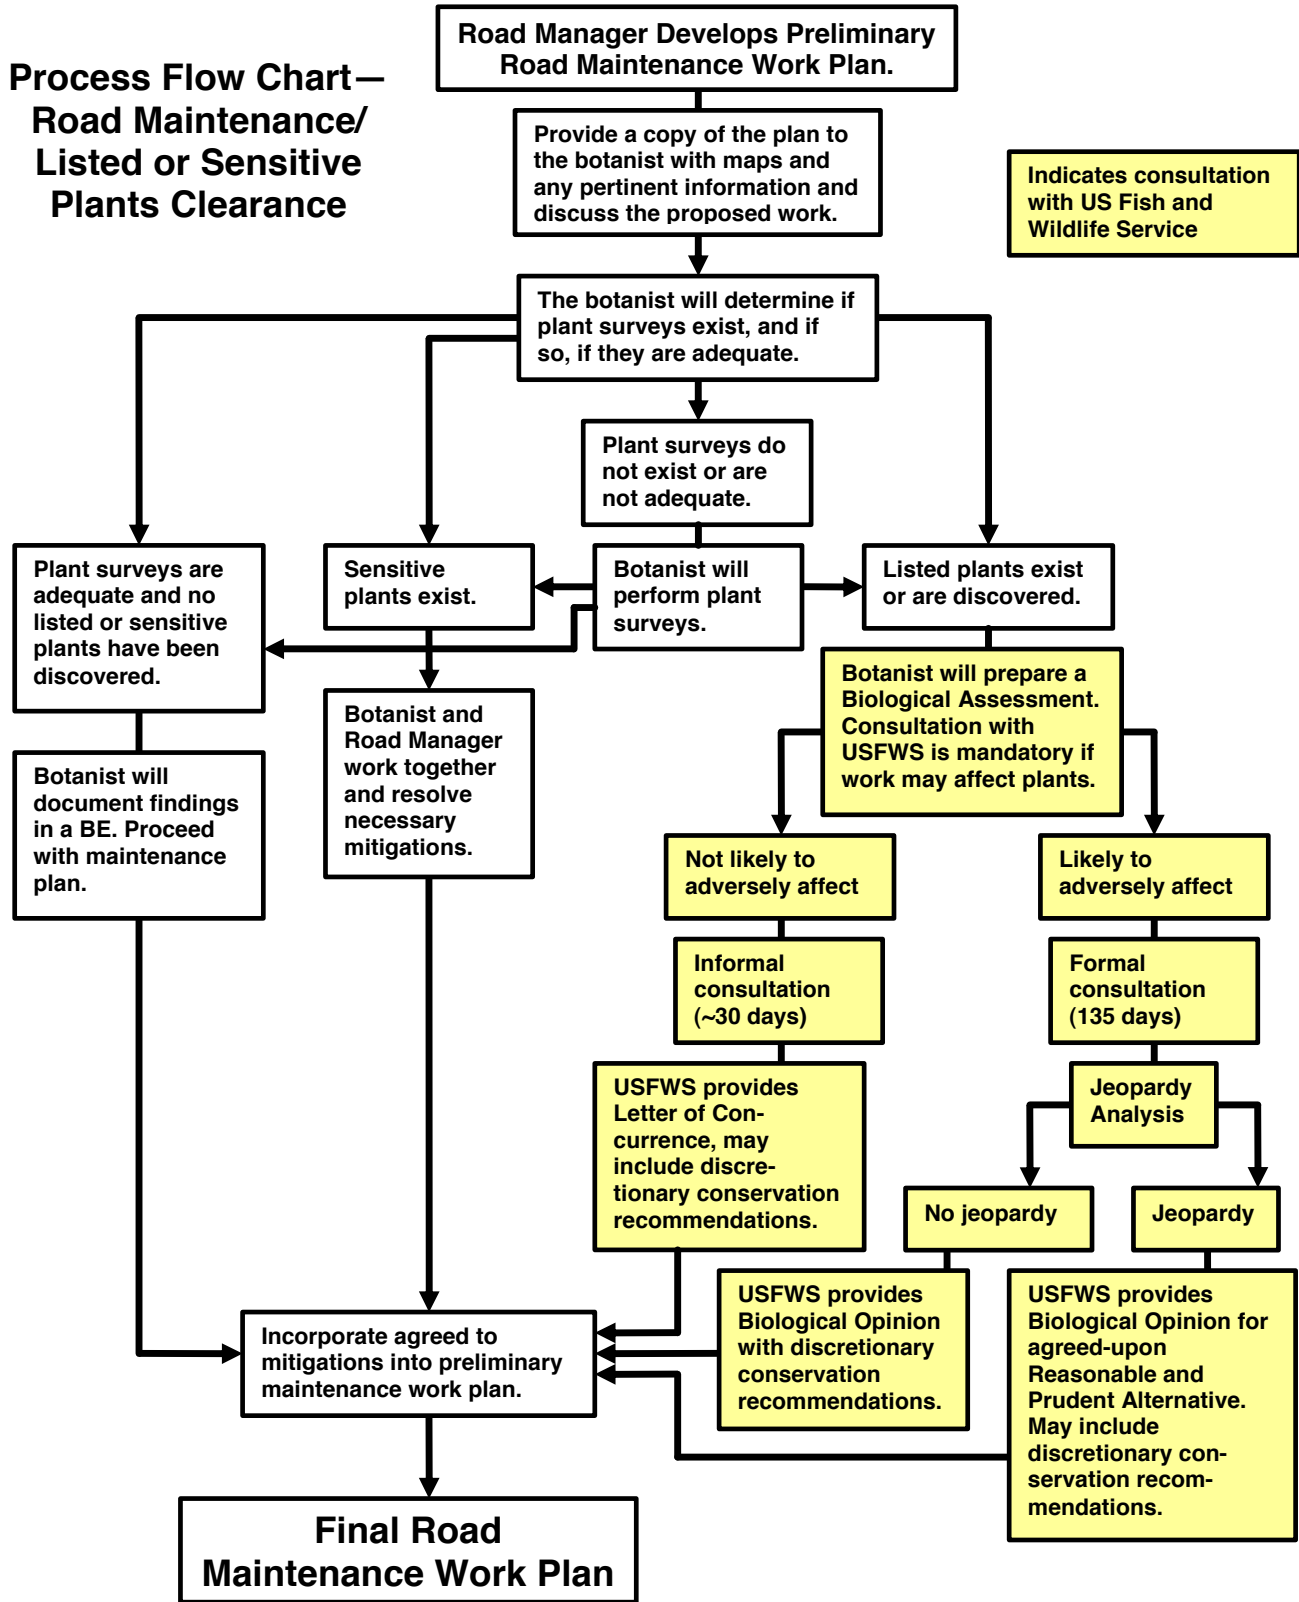 Process Flow Chart—
Road Maintenance/
Listed or Sensitive
Plants Clearance
Road Manager Develops Preliminary
Road Maintenance Work Plan.
Provide a copy of the plan to
the botanist with maps and
any pertinent information and
discuss the proposed work.
Indicates consultation
with US Fish and
Wildlife Service
The botanist will determine if
plant surveys exist, and if
so, if they are adequate.
Plant surveys do
not exist or are
not adequate.
Plant surveys are
adequate and no
listed or sensitive
plants have been
discovered.
Sensitive
plants exist.
Botanist will
perform plant
surveys.
Listed plants exist
or are discovered.
Botanist will
document findings
in a BE. Proceed
with maintenance
plan.
Botanist and
Road Manager
work together
and resolve
necessary
mitigations.
Botanist will prepare a
Biological Assessment.
Consultation with
USFWS is mandatory if
work may affect plants.
Not likely to
adversely affect
Likely to
adversely affect
Informal
consultation
(~30 days)
Formal
consultation
(135 days)
USFWS provides
Letter of Con-
currence, may
include discre-
tionary conservation
recommendations.
Jeopardy
Analysis
No jeopardy
Jeopardy
USFWS provides
Biological Opinion
with discretionary
conservation
recommendations.
USFWS provides
Biological Opinion for
agreed-upon
Reasonable and
Prudent Alternative.
May include
discretionary con-
servation recom-
mendations.
Incorporate agreed to
mitigations into preliminary
maintenance work plan.
Final Road
Maintenance Work Plan